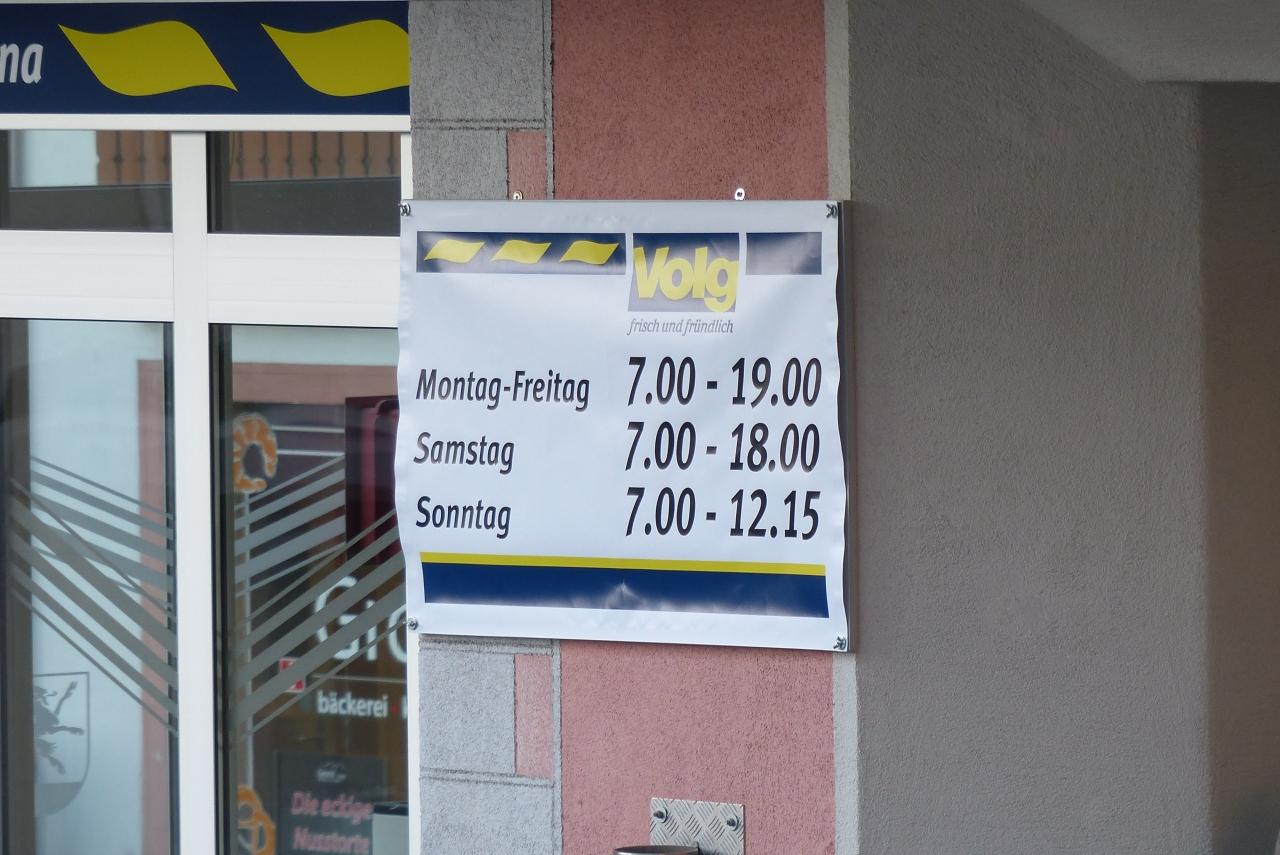 na
Volg
frisch und fründlich
Montag-Freitag 7.00 - 19.00
Samstag 7.00 - 18.00
Sonntag 7.00 - 12.15
bäckerei
Die eckige
Nusstorte